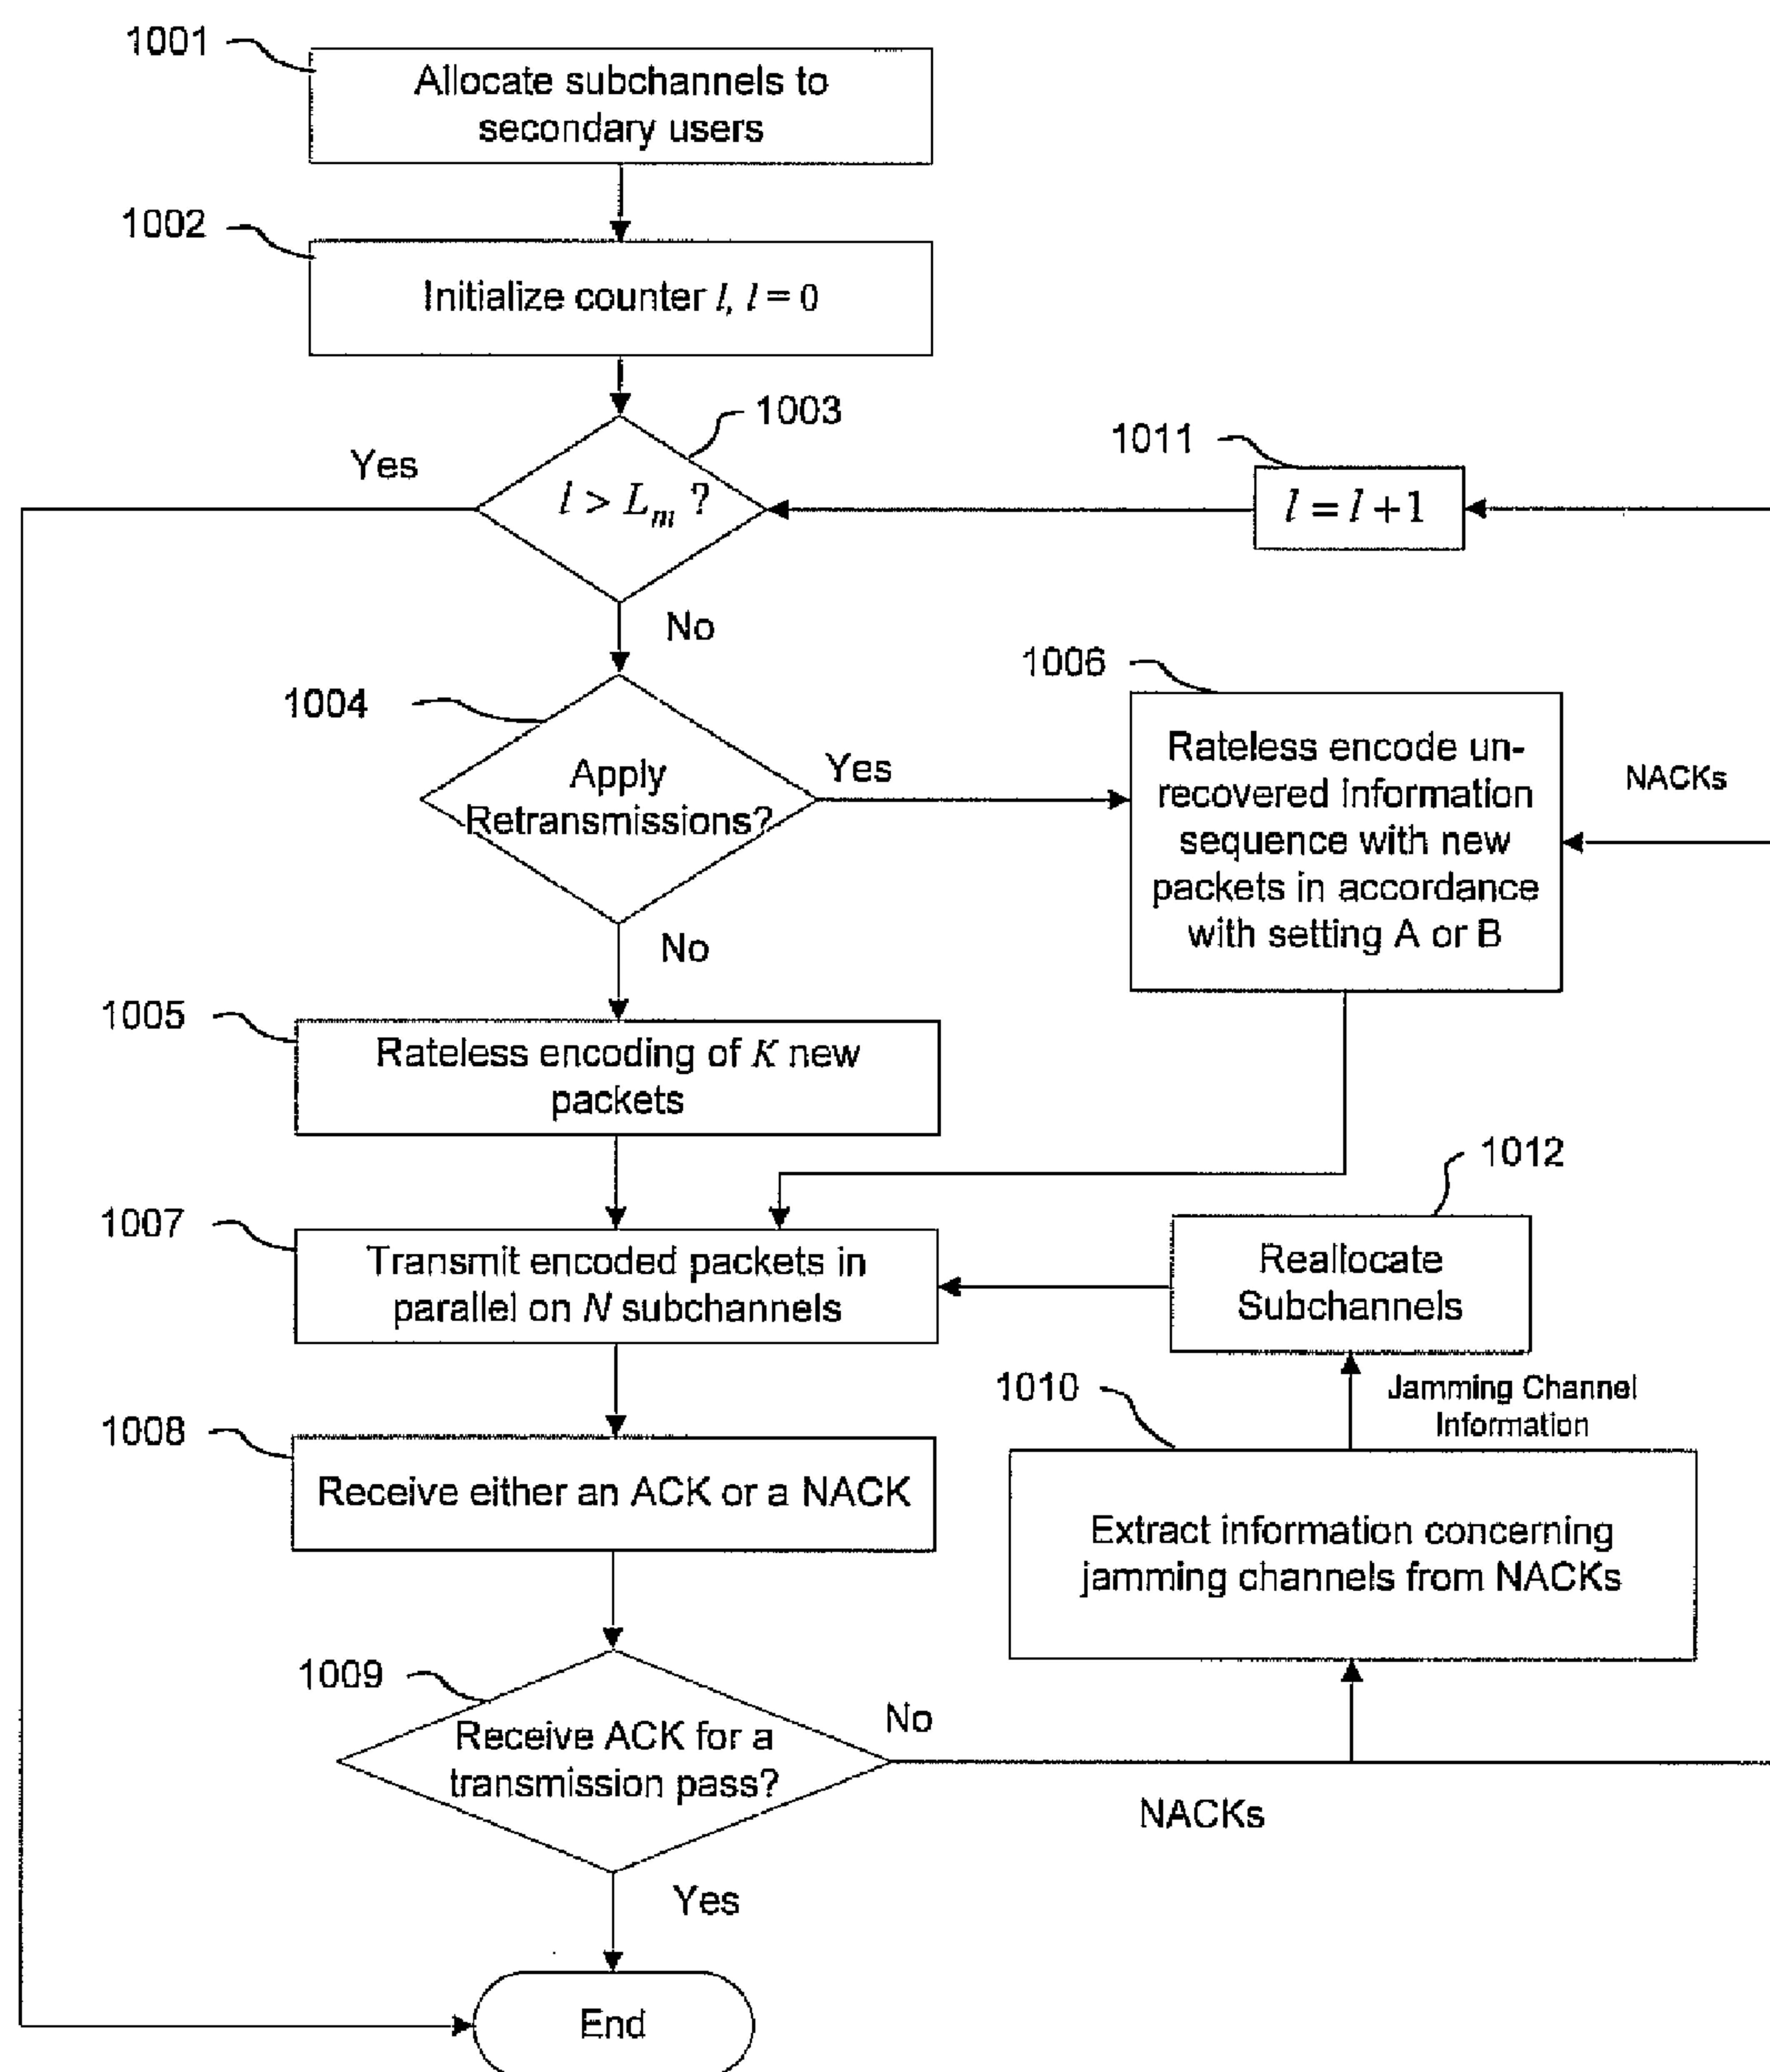 1001
Allocate subchannels to
secondary users
1002
Initialize counter l, l = 0
1003
Yes
l > Lm ?
1011
l = l + 1
No
1004
Apply
Retransmissions?
Yes
1006
Rateless encode un-
recovered information
sequence with new
packets in accordance
with setting A or B
NACKs
No
1005
Rateless encoding of K new
packets
1012
1007
Transmit encoded packets in
parallel on N subchannels
Reallocate
Subchannels
1010
Jamming Channel
Information
1008
Receive either an ACK or a NACK
Extract information concerning
jamming channels from NACKs
1009
Receive ACK for a
transmission pass?
No
NACKs
Yes
End